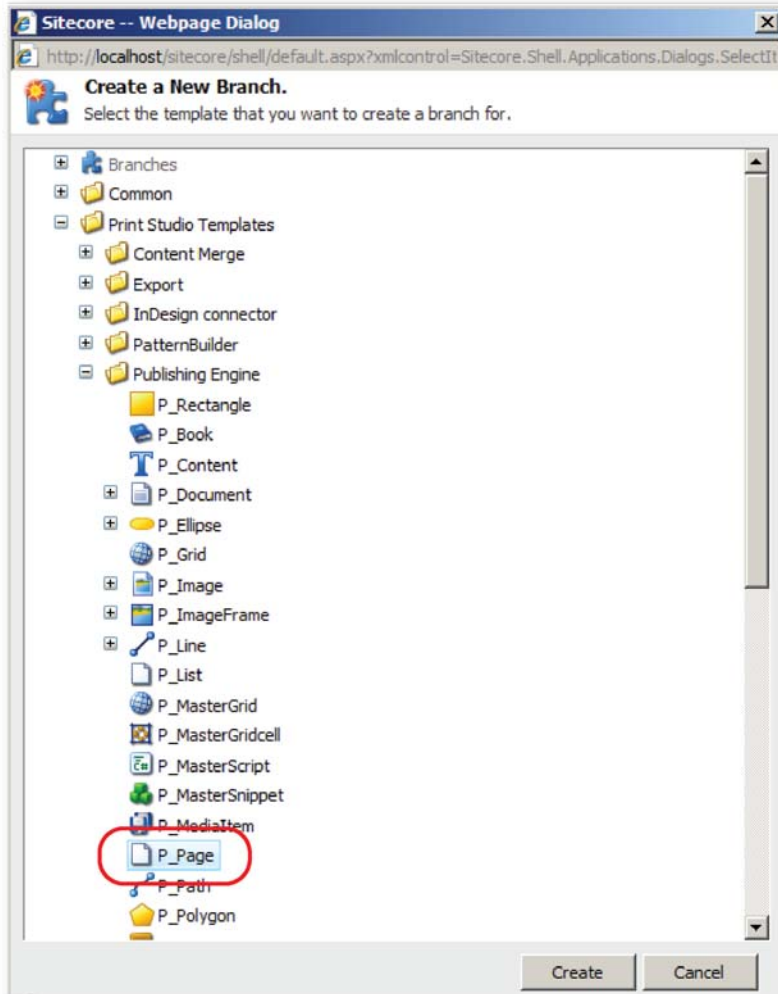 Sitecore -- Webpage Dialog
http://localhost/sitecore/shell/default.aspx?xmlcontrol=Sitecore.Shell.Applications.Dialogs.SelectIt
Create a New Branch.
Select the template that you want to create a branch for.
Branches
Common
Print Studio Templates
Content Merge
Export
InDesign connector
PatternBuilder
Publishing Engine
P_Rectangle
P_Book
P_Content
P_Document
P_Ellipse
P_Grid
P_Image
P_ImageFrame
P_Line
P_List
P_MasterGrid
P_MasterGridcell
P_MasterScript
P_MasterSnippet
P_MediaItem
P_Page
P_Path
P_Polygon
Create Cancel